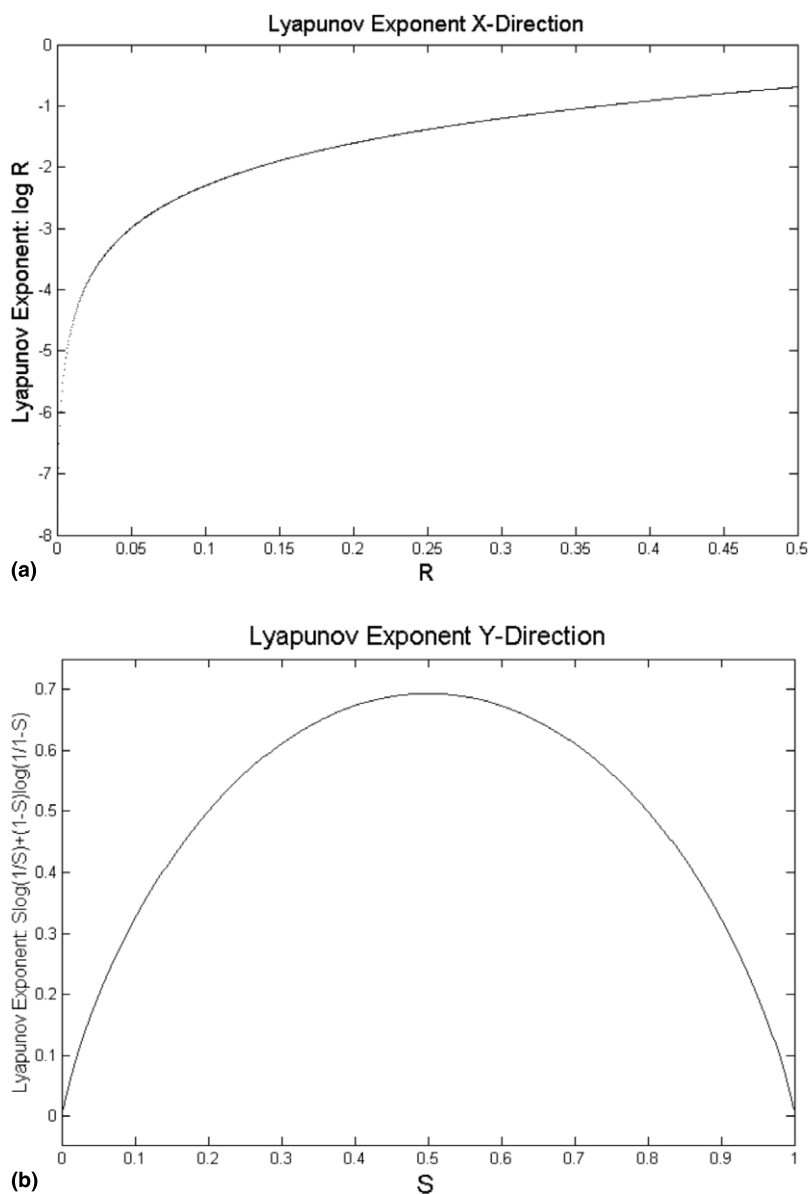 Lyapunov Exponent X-Direction
Lyapunov Exponent: log R
0
-1
-2
-3
-4
-5
-6
-7
-8
0 0.05 0.1 0.15 0.2 0.25 0.3 0.35 0.4 0.45 0.5
(a)
R
Lyapunov Exponent Y-Direction
Lyapunov Exponent: Slog(1/S)+(1-S)log(1/1-S)
0.7
0.6
0.5
0.4
0.3
0.2
0.1
0
0 0.1 0.2 0.3 0.4 0.5 0.6 0.7 0.8 0.9 1
(b)
S